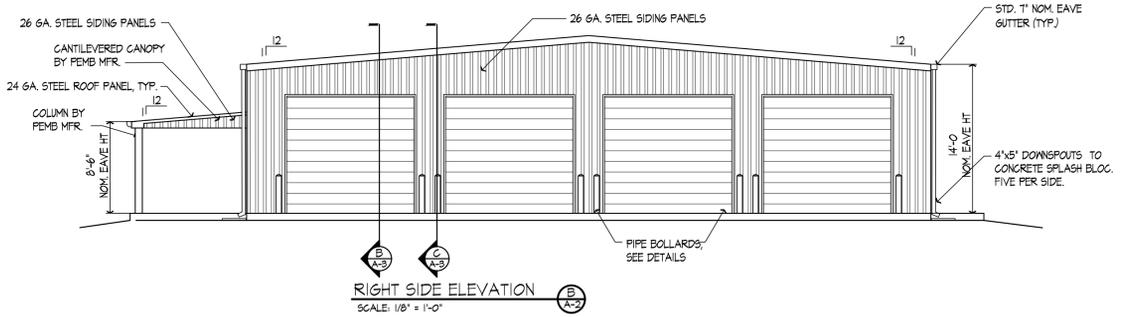 26 GA. STEEL SIDING PANELS
CANTILEVERED CANOPY
BY PEMB MFR.
24 GA. STEEL ROOF PANEL, TYP.
12
COLUMN BY
PEMB MFR.
8'-6"
NOM. EAVE HT
12
26 GA. STEEL SIDING PANELS
12
STD. 7" NOM. EAVE
GUTTER (TYP.)
14'-0
NOM. EAVE HT
4"x5" DOWNSPOUTS TO
CONCRETE SPLASH BLOC.
FIVE PER SIDE.
PIPE BOLLARDS,
SEE DETAILS
B
A-3
C
A-3
RIGHT SIDE ELEVATION
SCALE: 1/8" = 1'-0"
B
A-2